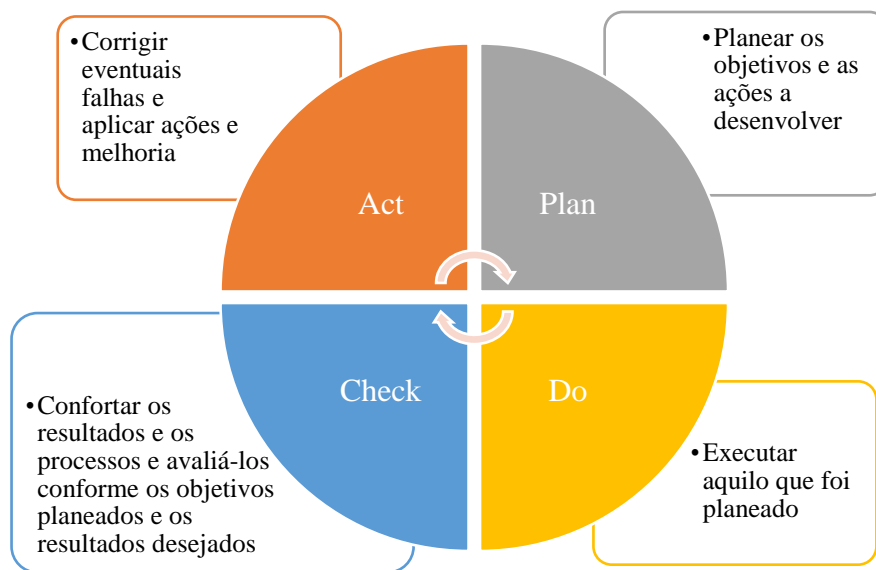 •Corrigir
eventuais
falhas e
aplicar ações e
melhoria
•Planear os
objetivos e as
ações a
desenvolver
Act
Plan
Check
Do
•Confortar os
resultados e os
processos e avaliá-los
conforme os objetivos
planeados e os
resultados desejados
•Executar
aquilo que foi
planeado